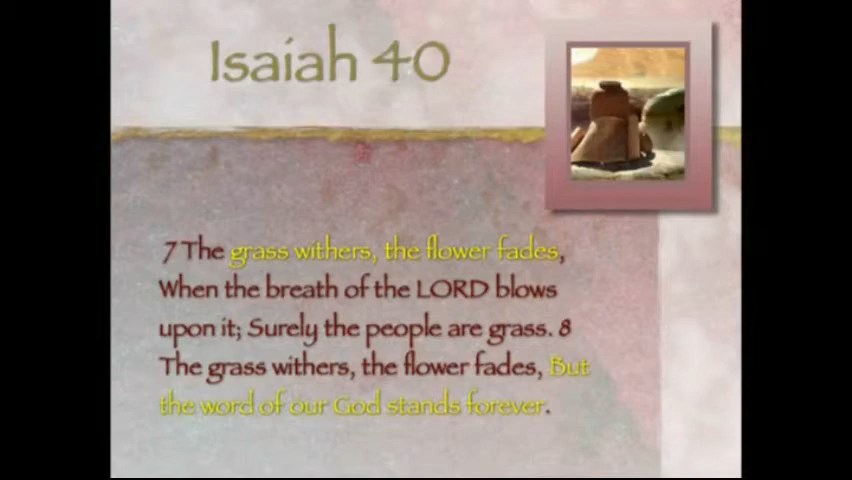 Isaiah 40
7 The grass withers, the flower fades,
When the breath of the LORD blows
upon it; Surely the people are grass. 8
The grass withers, the flower fades, But
the word of our God stands forever.